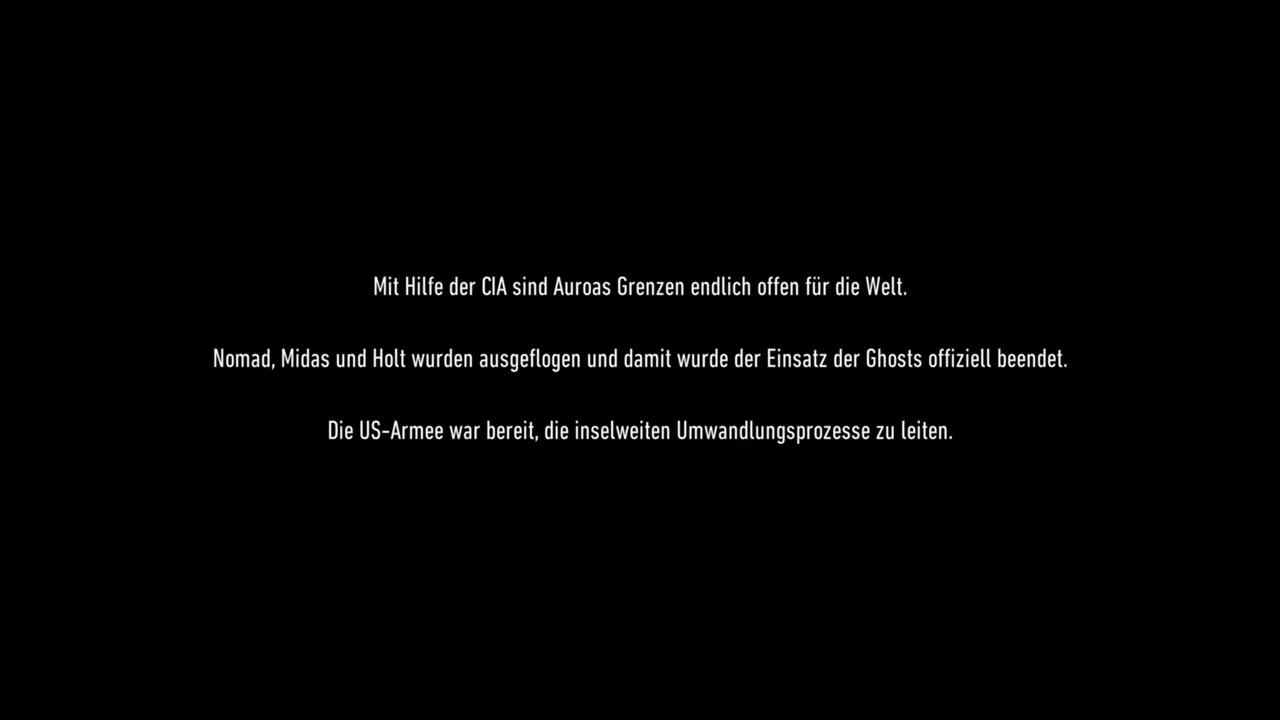 Mit Hilfe der CIA sind Auroas Grenzen endlich offen für die Welt.
Nomad, Midas und Holt wurden ausgeflogen und damit wurde der Einsatz der Ghosts offiziell beendet.
Die US-Armee war bereit, die inselweiten Umwandlungsprozesse zu leiten.